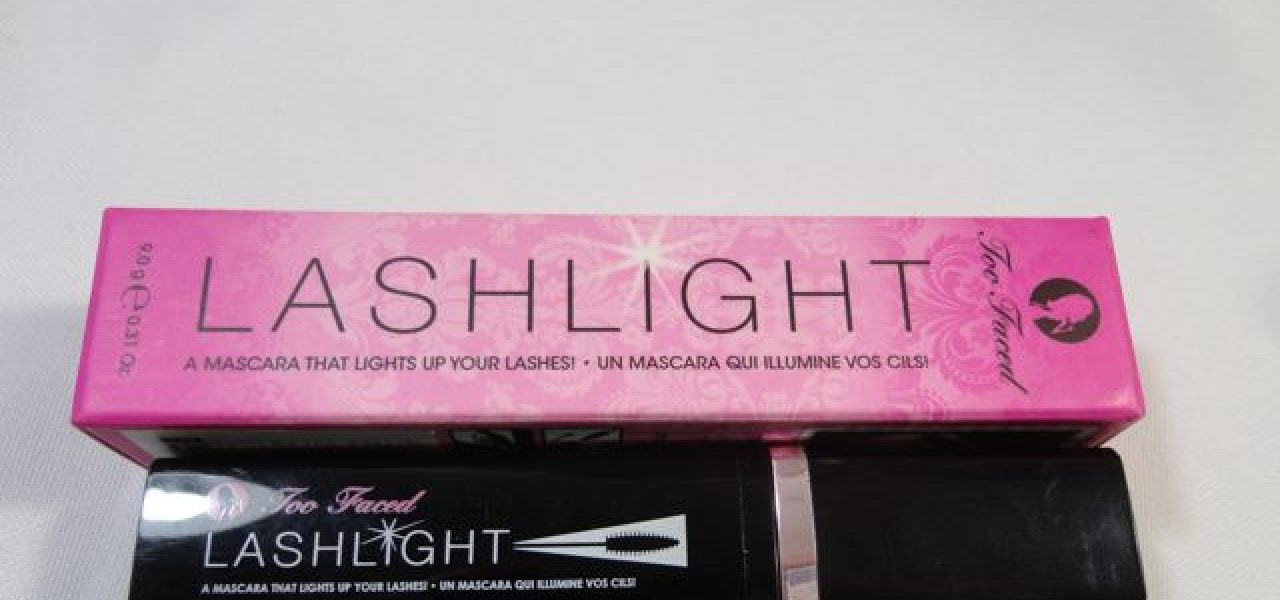 9.0 g ℮ 0.31 Oz.
LASHLIGHT
A MASCARA THAT LIGHTS UP YOUR LASHES! • UN MASCARA QUI ILLUMINE VOS CILS!
Too Faced
Too Faced
LASHLIGHT
A MASCARA THAT LIGHTS UP YOUR LASHES! • UN MASCARA QUI ILLUMINE VOS CILS!